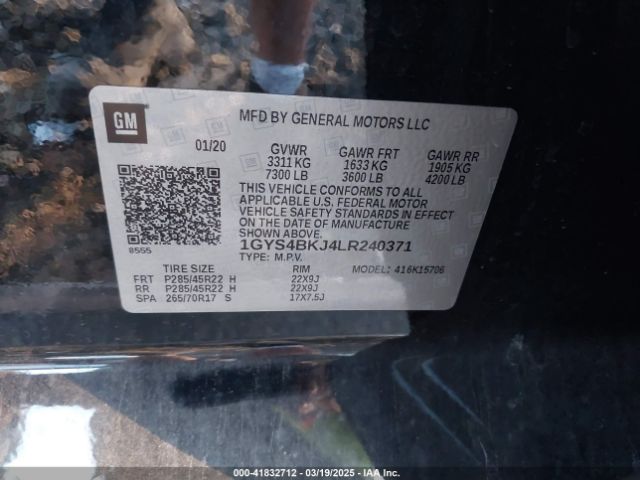 GM
MFD BY GENERAL MOTORS LLC
01/20
GVWR GAWR FRT GAWR RR
3311 KG 1633 KG 1905 KG
7300 LB 3600 LB 4200 LB
THIS VEHICLE CONFORMS TO ALL
APPLICABLE U.S. FEDERAL MOTOR
VEHICLE SAFETY STANDARDS IN EFFECT
ON THE DATE OF MANUFACTURE
SHOWN ABOVE.
8555
1GYS4BKJ4LR240371
TYPE: M.P.V.
TIRE SIZE RIM MODEL: 416K15706
FRT P285/45R22 H 22X9J
RR P285/45R22 H 22X9J
SPA 265/70R17 S 17X7.5J
000-41832712 — 03/19/2025 — IAA Inc.